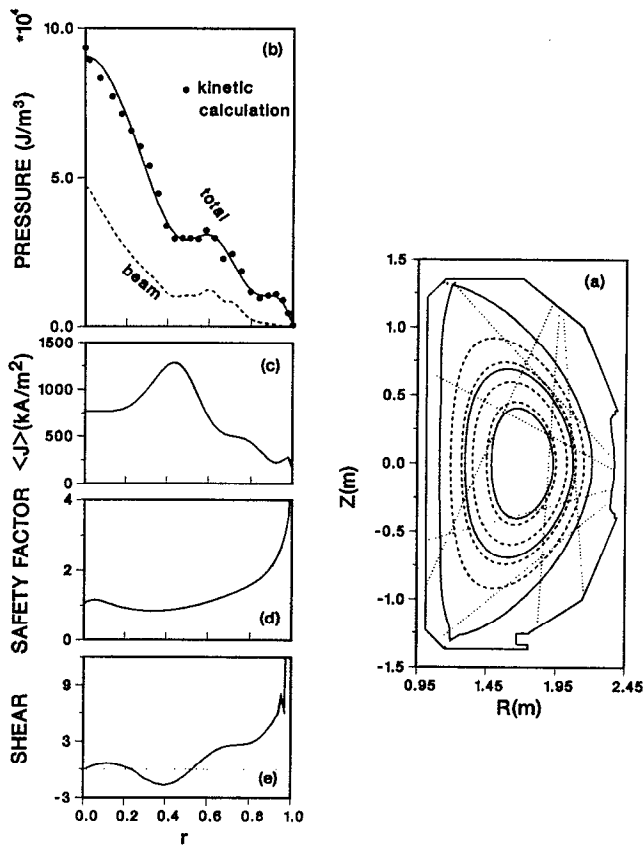 *10⁴
10.0
(b)
kinetic
calculation
PRESSURE (J/m³)
5.0
total
beam
0.0
1500
(c)
1000
500
0
<J>(kA/m²)
4
2
0
SAFETY FACTOR
(d)
9
3
-3
SHEAR
(e)
0.0 0.2 0.4 0.6 0.8 1.0
r
1.5
(a)
1.0
0.5
0.0
-0.5
-1.0
-1.5
Z(m)
0.95 1.45 1.95 2.45
R(m)